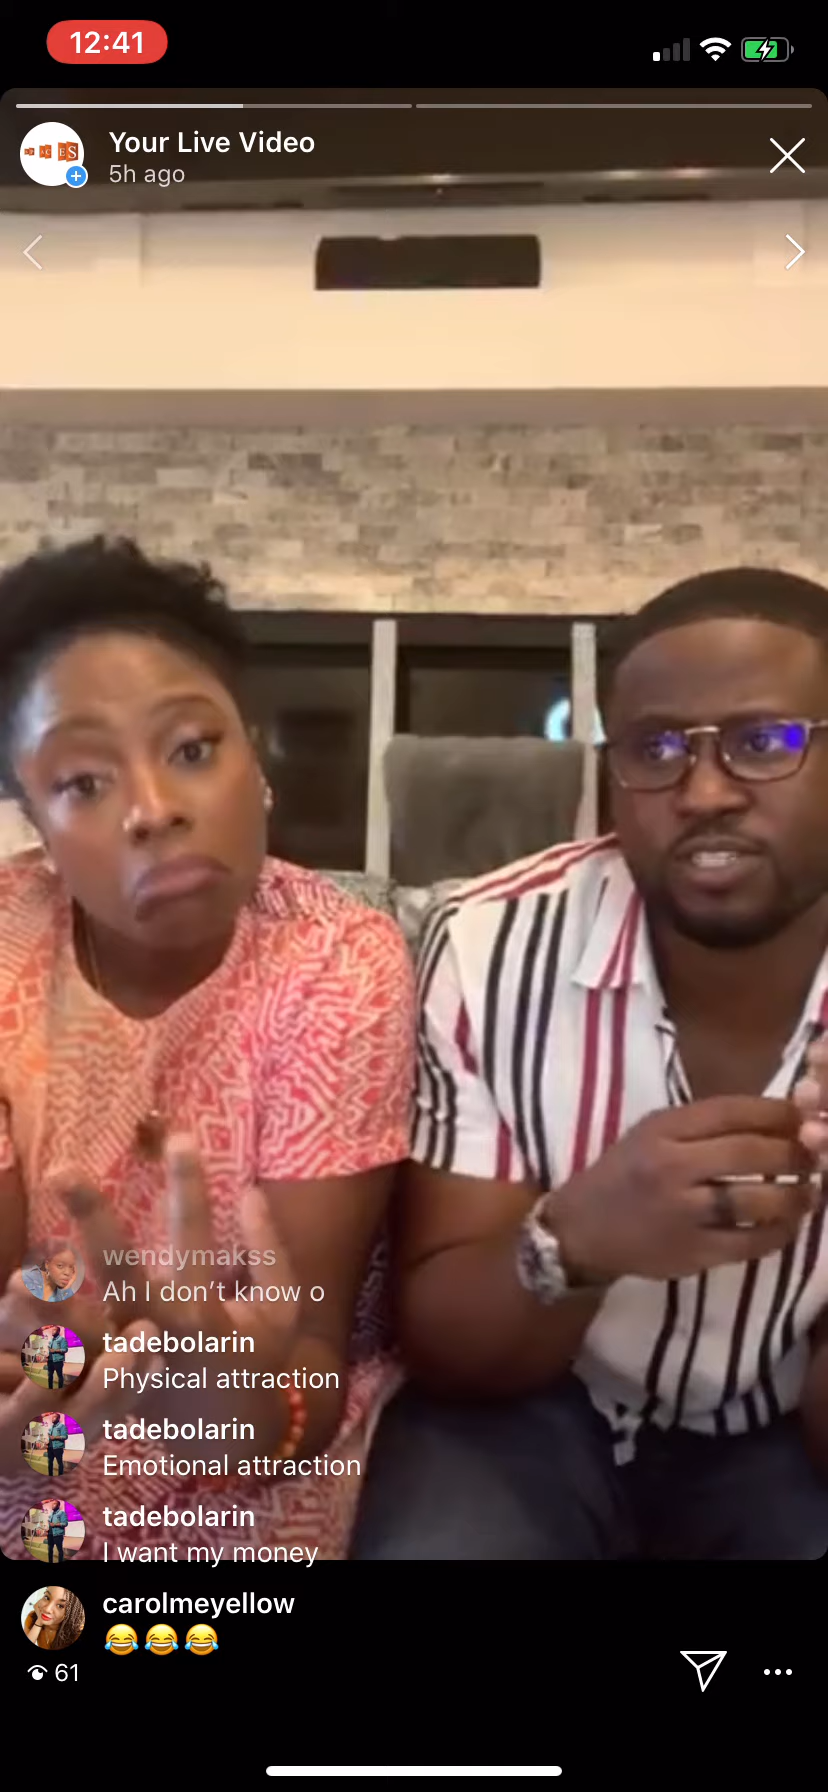 12:41
Your Live Video
5h ago
wendymakss
Ah I don't know o
tadebolarin
Physical attraction
tadebolarin
Emotional attraction
tadebolarin
I want my money
carolmeyellow
😂😂😂
61